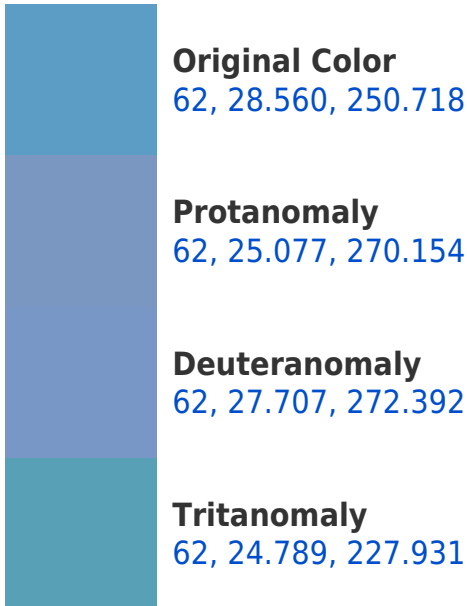 Original Color
62, 28.560, 250.718
Protanomaly
62, 25.077, 270.154
Deuteranomaly
62, 27.707, 272.392
Tritanomaly
62, 24.789, 227.931